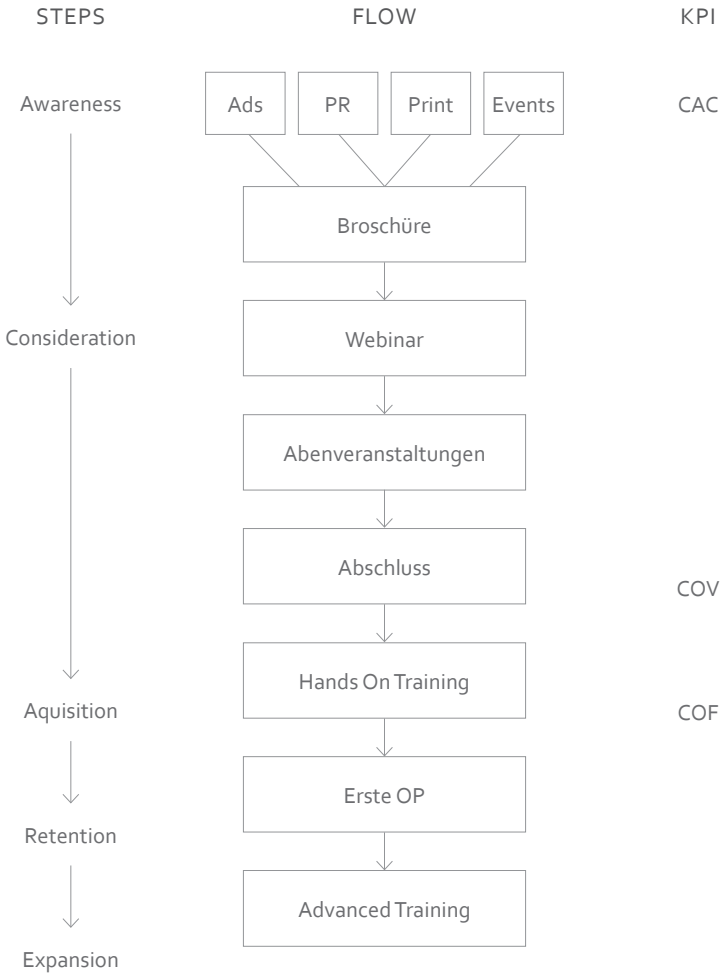 STEPS FLOW KPI
Awareness Ads PR Print Events CAC
Broschüre
Consideration Webinar
Abenveranstaltungen
Abschluss
COV
Hands On Training
Aquisition COF
Erste OP
Retention
Advanced Training
Expansion